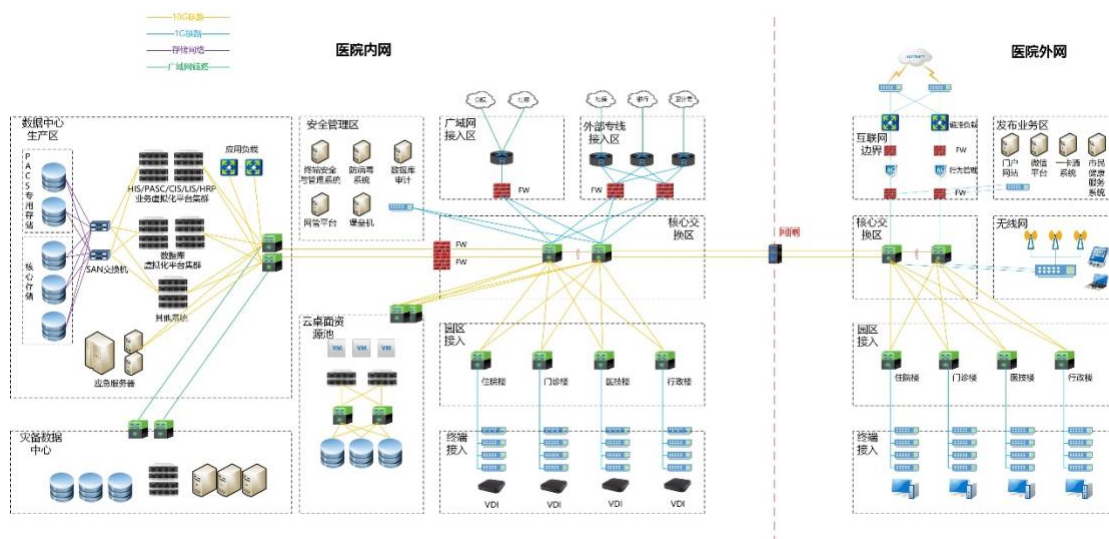 10G链路
1G链路
存储网络
广域网链路
医院内网
医院外网
数据中心
生产区
PACS专用存储
核心存储
SAN交换机
应用负载
HIS/PASC/CIS/LIS/HRP
业务虚拟化平台集群
数据库
虚拟化平台集群
其他系统
应急服务器
灾备数据
中心
安全管理区
终端安全
与管理系统
防病毒
系统
数据库
审计
网管平台
堡垒机
FW
FW
云桌面资
源池
VM
VM
VM
广域网
接入区
FW
外部专线
接入区
银行
FW
核心交
换区
园区
接入
住院楼
门诊楼
医技楼
行政楼
终端
接入
VDI
VDI
VDI
VDI
网闸
互联网
边界
链路负载
FW
行为管理
FW
发布业务区
门户
网站
微信
平台
一卡通
系统
市民
健康
服务
系统
核心交
换区
无线网
园区
接入
住院楼
门诊楼
医技楼
行政楼
终端
接入